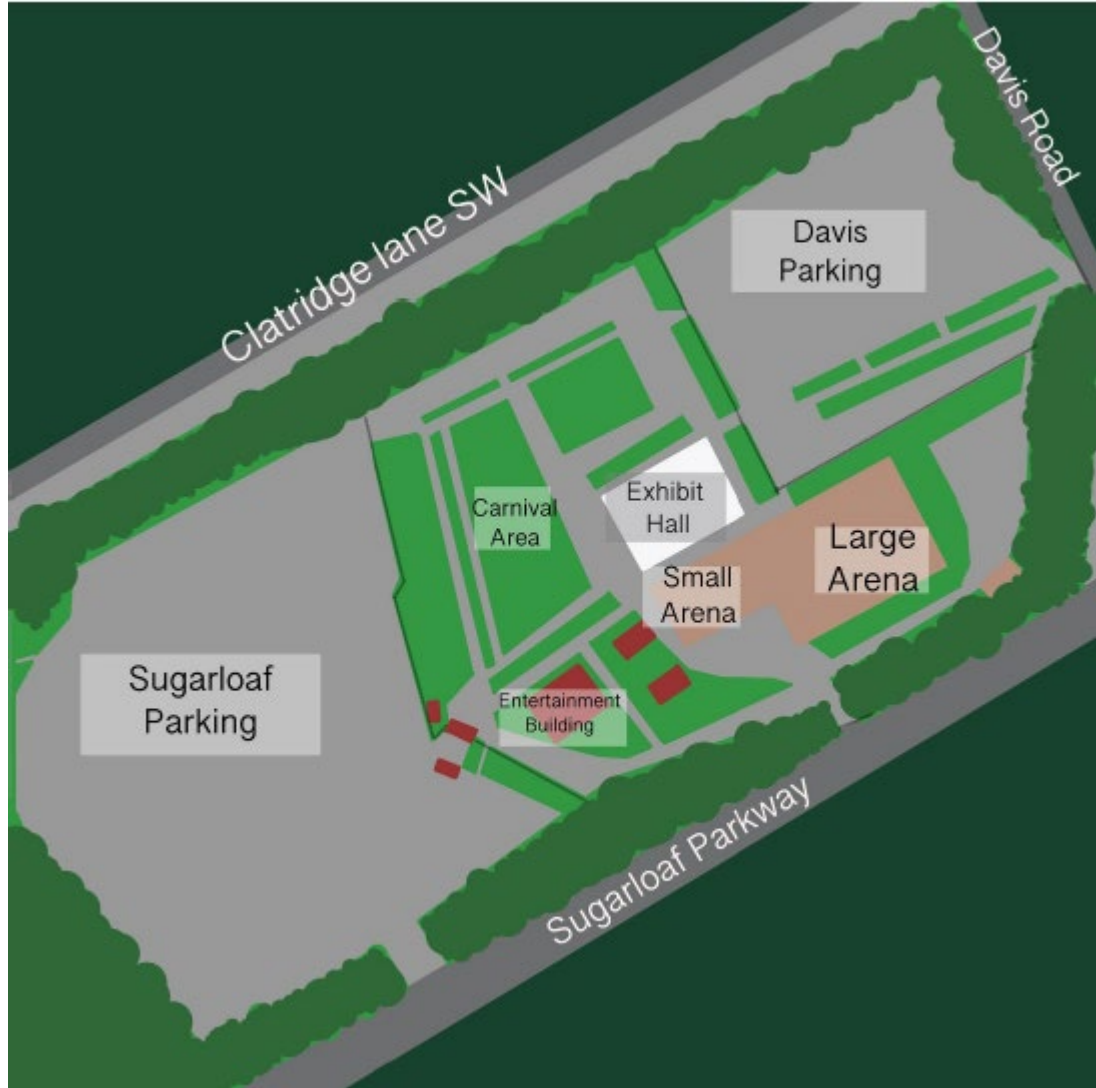 Davis Road
Clatridge lane SW
Davis
Parking
Exhibit
Hall
Carnival
Area
Large
Arena
Small
Arena
Sugarloaf
Parking
Entertainment
Building
Sugarloaf Parkway